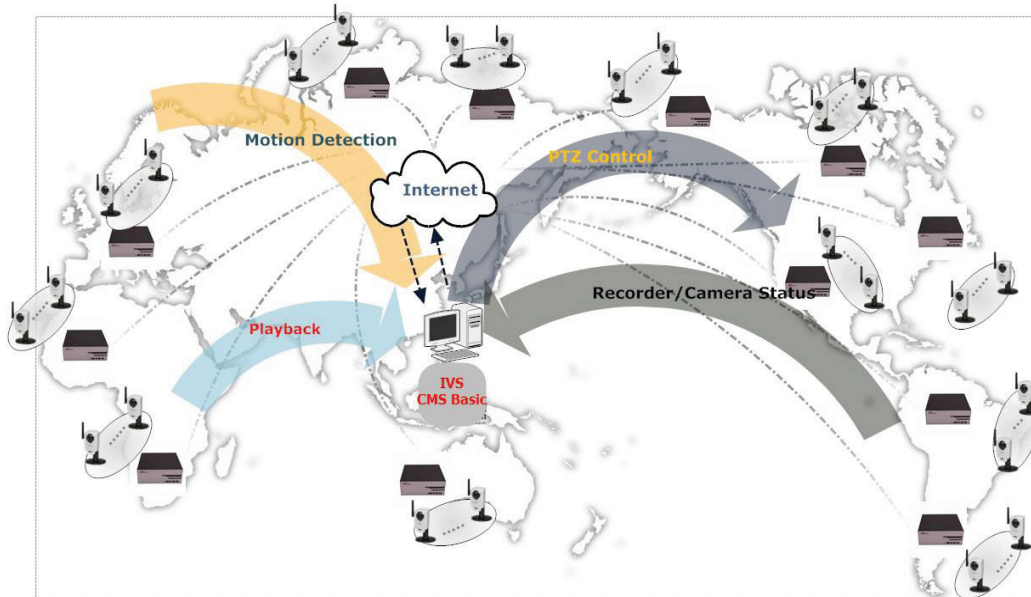 Motion Detection
PTZ Control
Internet
Recorder/Camera Status
Playback
IVS
CMS Basic